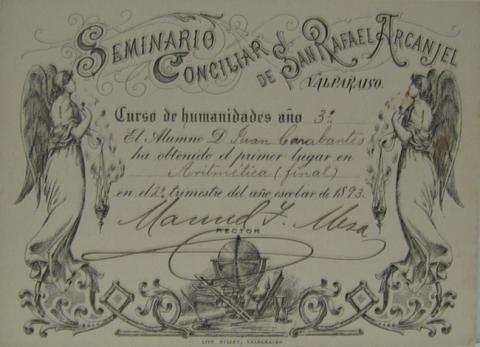 SEMINARIO
CONCILIAR DE SAN RAFAEL ARCANJEL
VALPARAISO.
Curso de humanidades año 3º
El Alumno D. Juan Carabantes
ha obtenido el primer lugar en
Aritmética (final)
en el 2º trimestre del año escolar de 1893.
Manuel F. Mesa
RECTOR
VALPARAISO